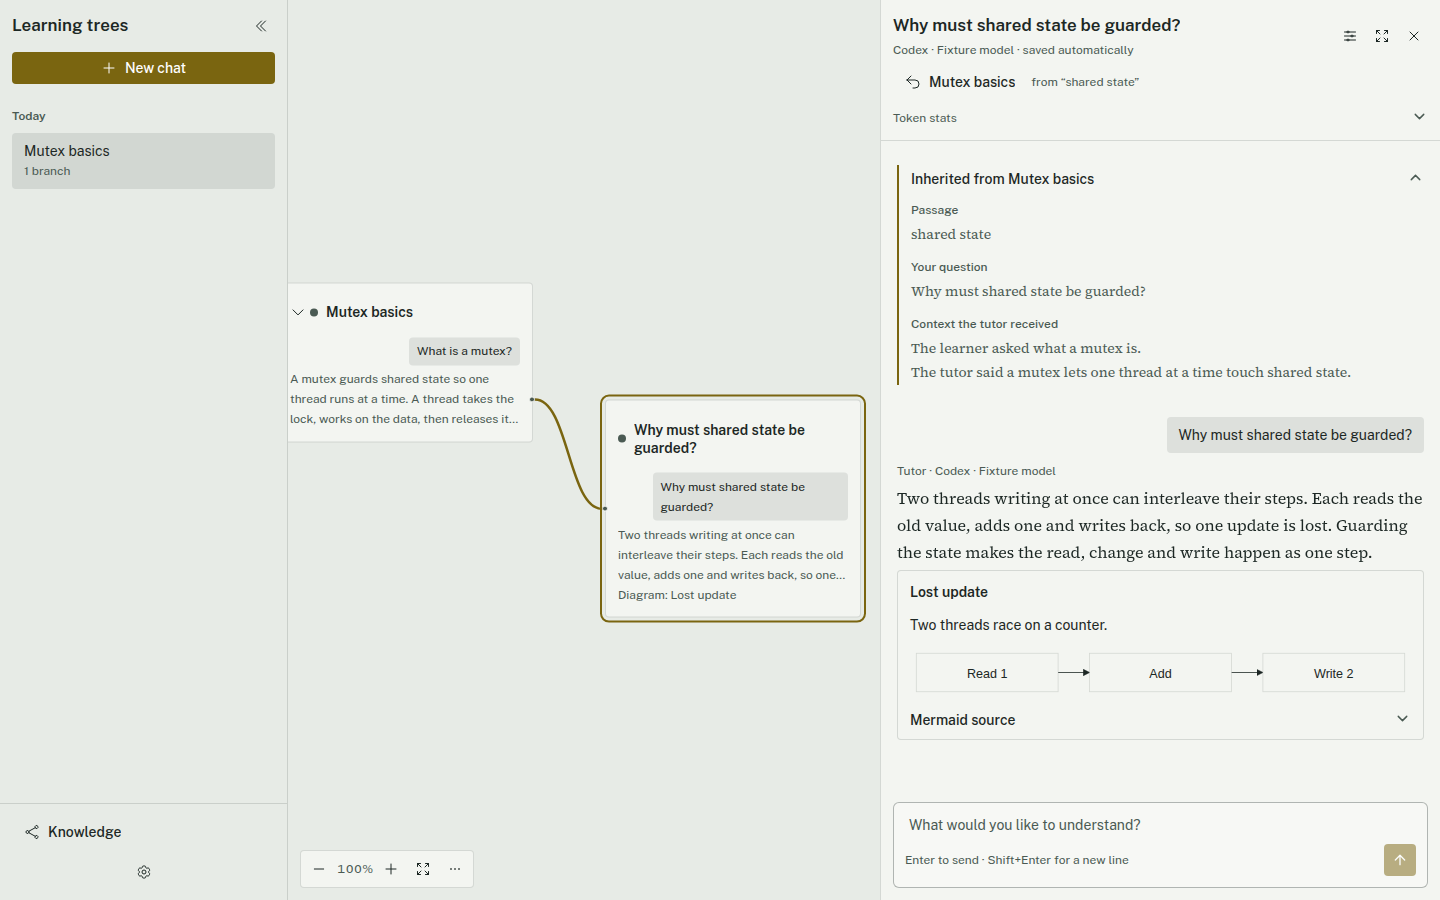 Learning trees
New chat
Today
Mutex basics
1 branch
Knowledge
Mutex basics
What is a mutex?
A mutex guards shared state so one
thread runs at a time. A thread takes the
lock, works on the data, then releases it...
Why must shared state be
guarded?
Why must shared state be
guarded?
Two threads writing at once can
interleave their steps. Each reads the old
value, adds one and writes back, so one...
Diagram: Lost update
100%
Why must shared state be guarded?
Codex · Fixture model · saved automatically
Mutex basics from “shared state”
Token stats
Inherited from Mutex basics
Passage
shared state
Your question
Why must shared state be guarded?
Context the tutor received
The learner asked what a mutex is.
The tutor said a mutex lets one thread at a time touch shared state.
Why must shared state be guarded?
Tutor · Codex · Fixture model
Two threads writing at once can interleave their steps. Each reads the
old value, adds one and writes back, so one update is lost. Guarding
the state makes the read, change and write happen as one step.
Lost update
Two threads race on a counter.
Read 1
Add
Write 2
Mermaid source
What would you like to understand?
Enter to send · Shift+Enter for a new line